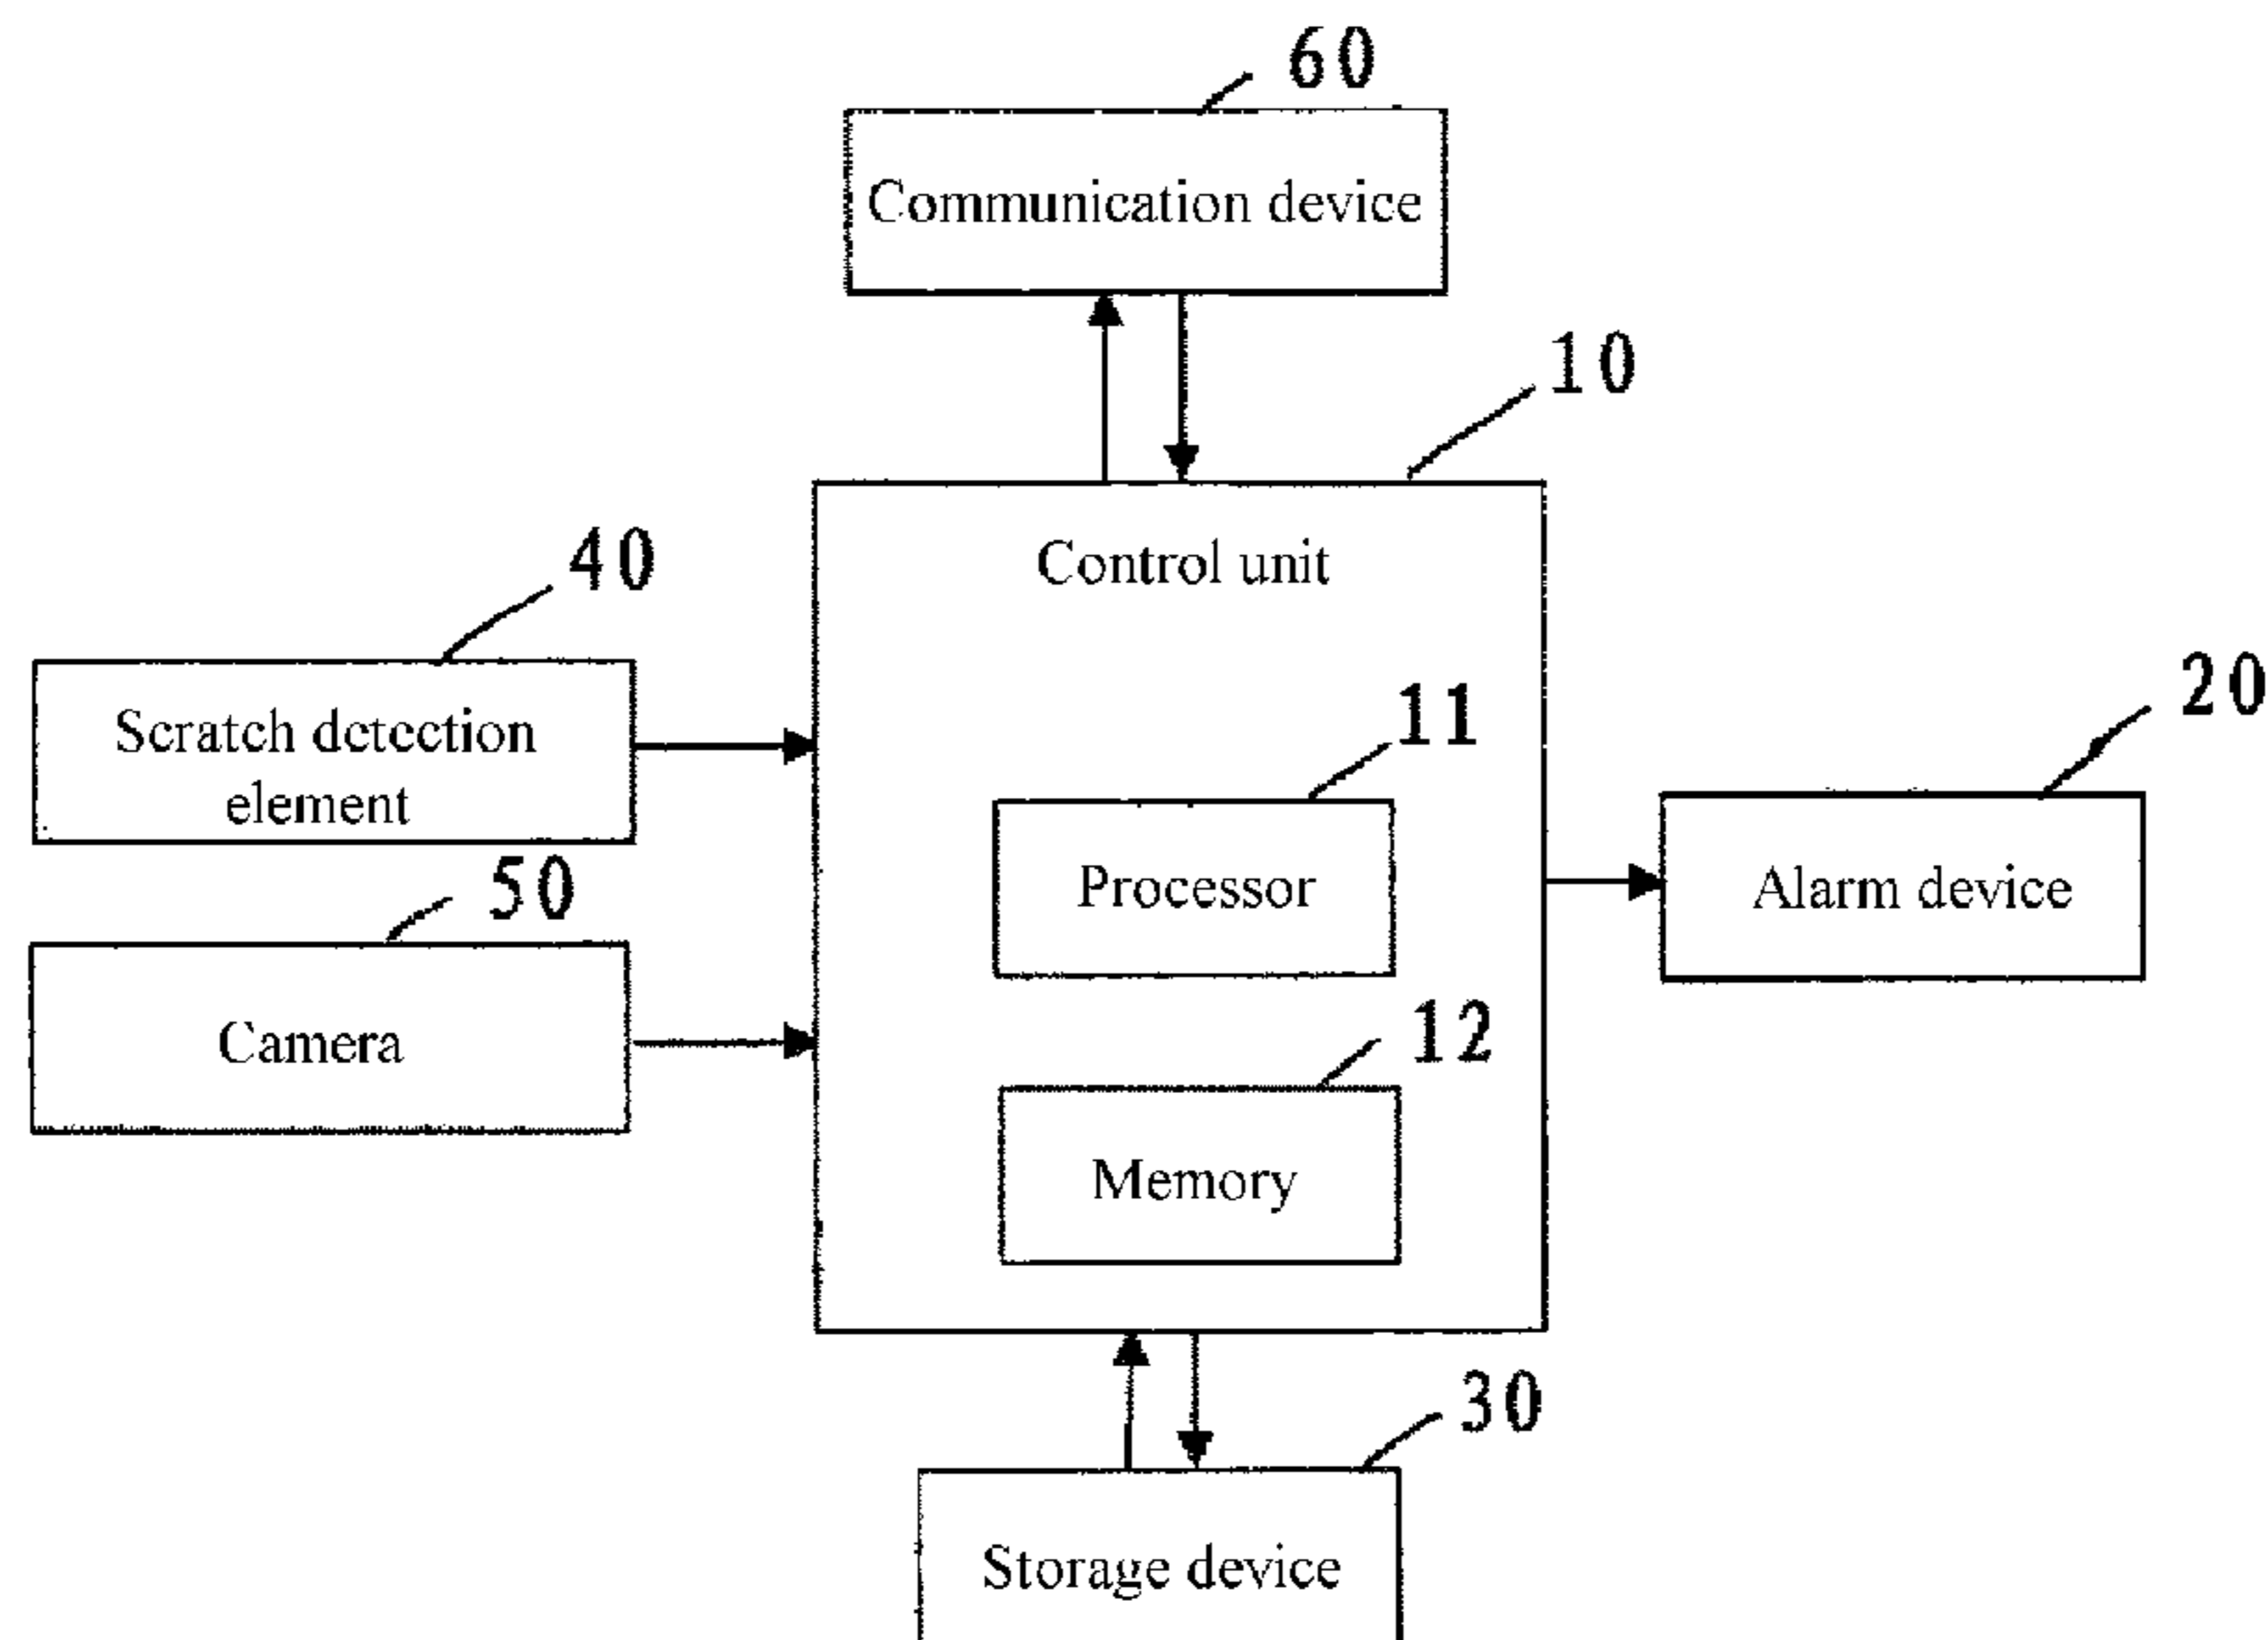 60
Communication device
10
Control unit
40
Scratch detection
element
11
20
Processor
Alarm device
50
Camera
12
Memory
30
Storage device